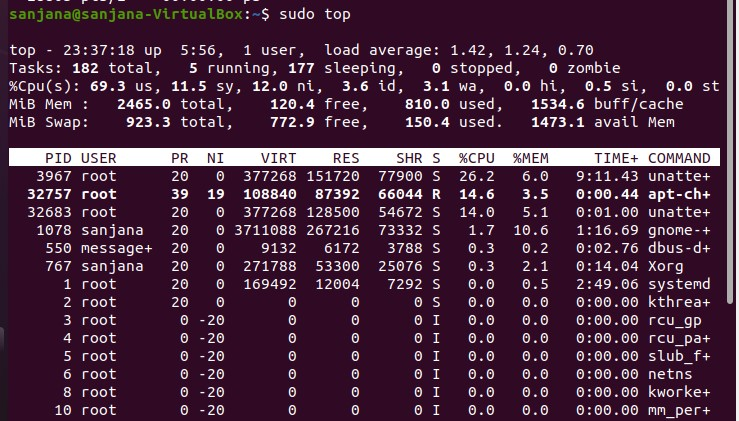 sanjana@sanjana-VirtualBox:~$ sudo top
top - 23:37:18 up  5:56,  1 user,  load average: 1.42, 1.24, 0.70
Tasks: 182 total,   5 running, 177 sleeping,   0 stopped,   0 zombie
%Cpu(s): 69.3 us, 11.5 sy, 12.0 ni,  3.6 id,  3.1 wa,  0.0 hi,  0.5 si,  0.0 st
MiB Mem :   2465.0 total,    120.4 free,    810.0 used,   1534.6 buff/cache
MiB Swap:    923.3 total,    772.9 free,    150.4 used.   1473.1 avail Mem
PID USER      PR  NI    VIRT    RES    SHR S  %CPU  %MEM     TIME+ COMMAND
3967 root      20   0  377268 151720  77900 S  26.2   6.0   9:11.43 unatte+
32757 root      39  19  108840  87392  66044 R  14.6   3.5   0:00.44 apt-ch+
32683 root      20   0  377268 128500  54672 S  14.0   5.1   0:01.00 unatte+
1078 sanjana   20   0 3711088 267216  73332 S   1.7  10.6   1:16.69 gnome-+
550 message+  20   0    9132   6172   3788 S   0.3   0.2   0:02.76 dbus-d+
767 sanjana   20   0  271788  53300  25076 S   0.3   2.1   0:14.04 Xorg
1 root      20   0  169492  12004   7292 S   0.0   0.5   2:49.06 systemd
2 root      20   0       0      0      0 S   0.0   0.0   0:00.00 kthrea+
3 root       0 -20       0      0      0 I   0.0   0.0   0:00.00 rcu_gp
4 root       0 -20       0      0      0 I   0.0   0.0   0:00.00 rcu_pa+
5 root       0 -20       0      0      0 I   0.0   0.0   0:00.00 slub_f+
6 root       0 -20       0      0      0 I   0.0   0.0   0:00.00 netns
8 root       0 -20       0      0      0 I   0.0   0.0   0:00.00 kworke+
10 root       0 -20       0      0      0 I   0.0   0.0   0:00.00 mm_per+